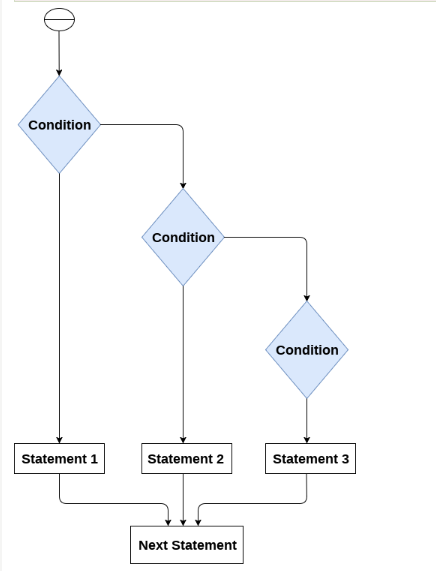 Condition
Condition
Condition
Statement 1
Statement 2
Statement 3
Next Statement